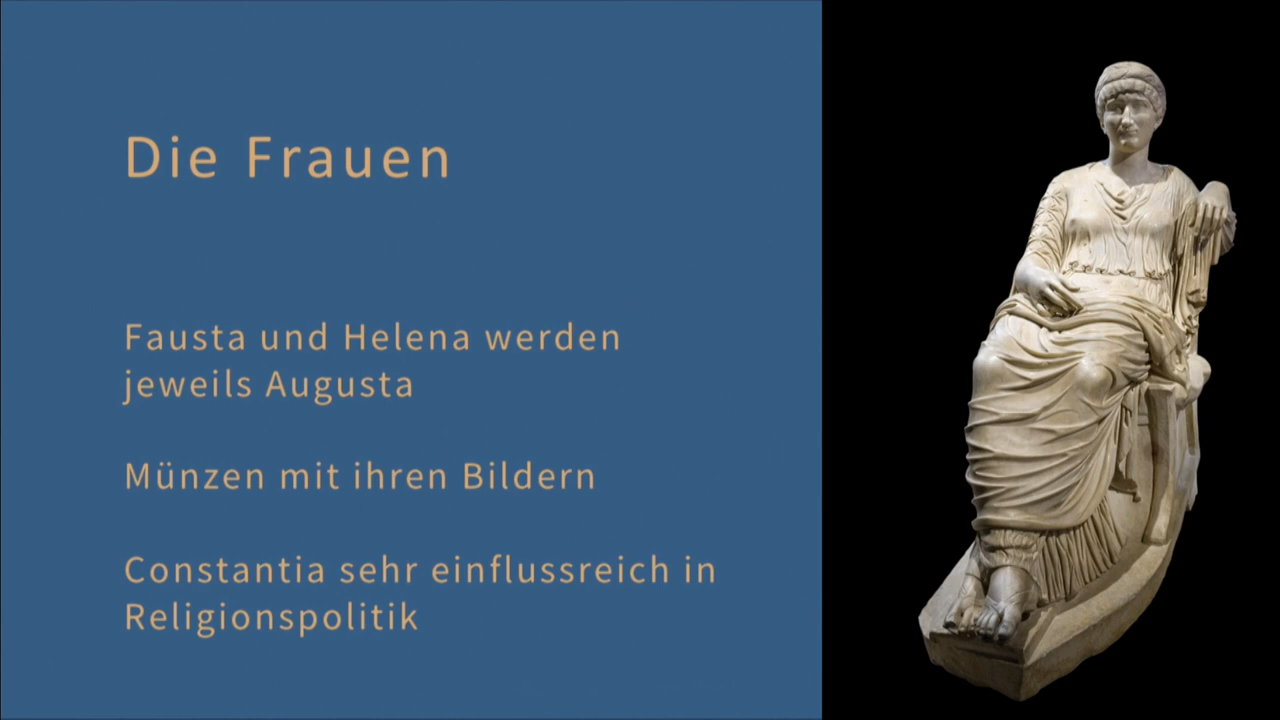 Die Frauen
Fausta und Helena werden
jeweils Augusta
Münzen mit ihren Bildern
Constantia sehr einflussreich in
Religionspolitik